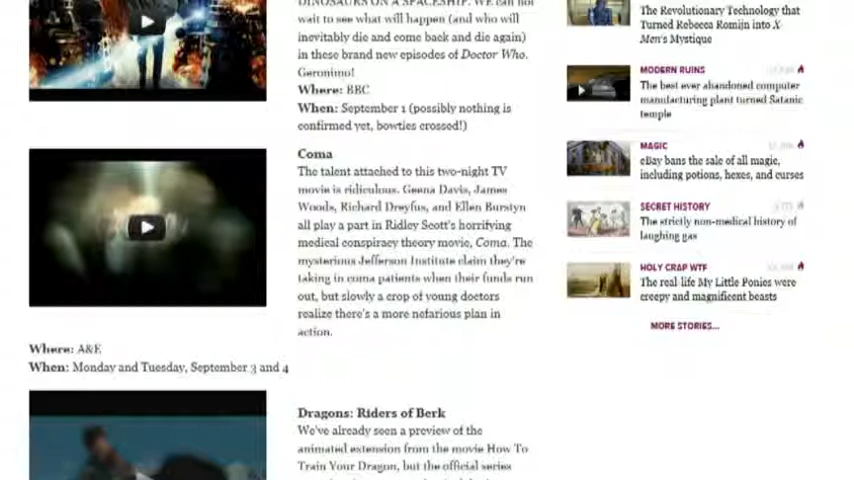 DINOSAURS ON A SPACESHIP. WE can not
wait to see what will happen (and who will
inevitably die and come back and die again)
in these brand new episodes of Doctor Who.
Geronimo!
Where: BBC
When: September 1 (possibly nothing is
confirmed yet, bowties crossed!)
Coma
The talent attached to this two-night TV
movie is ridiculous. Geena Davis, James
Woods, Richard Dreyfus, and Ellen Burstyn
all play a part in Ridley Scott's horrifying
medical conspiracy theory movie, Coma. The
mysterious Jefferson Institute claim they're
taking in coma patients when their funds run
out, but slowly a crop of young doctors
realize there's a more nefarious plan in
action.
Where: A&E
When: Monday and Tuesday, September 3 and 4
Dragons: Riders of Berk
We've already seen a preview of the
animated extension from the movie How To
Train Your Dragon, but the official series
The Revolutionary Technology that
Turned Rebecca Romijn into X-
Men's Mystique
MODERN RUINS
The best ever abandoned computer
manufacturing plant turned Satanic
temple
MAGIC
eBay bans the sale of all magic,
including potions, hexes, and curses
SECRET HISTORY
The strictly non-medical history of
laughing gas
HOLY CRAP WTF
The real-life My Little Ponies were
creepy and magnificent beasts
MORE STORIES...